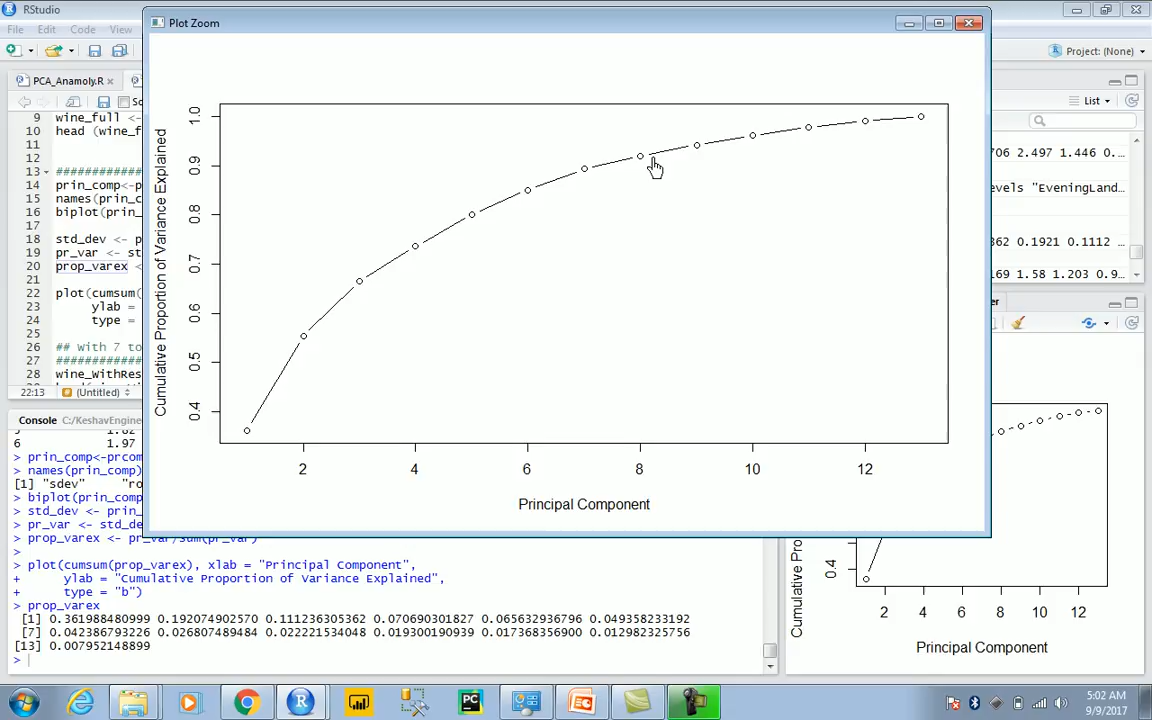 RStudio
Plot Zoom
File Edit Code View
Project: (None)
PCA_Anamoly.R
List
9 wine_full <-
10 head (wine_f
11
12
13 ##########
14 prin_comp<-p
15 names(prin_c
16 biplot(prin_
17
18 std_dev <- p
19 pr_var <- st
20 prop_varex <
21
22 plot(cumsum(
23 ylab =
24 type =
25
26 ## With 7 to
27 ##########
28 wine_WithRes
22:13 (Untitled)
Cumulative Proportion of Variance Explained
1.0
0.9
0.8
0.7
0.6
0.5
0.4
2 4 6 8 10 12
Principal Component
706 2.497 1.446 0.
evels "EveningLand…
362 0.1921 0.1112
169 1.58 1.203 0.9
Console C:/KeshavEngine
6 1.97
> prin_comp<-prcom
> names(prin_comp)
[1] "sdev" "ro
> biplot(prin_comp
> std_dev <- prin_
> pr_var <- std_de
> prop_varex <- pr_var/sum(pr_var)
>
> plot(cumsum(prop_varex), xlab = "Principal Component",
+ ylab = "Cumulative Proportion of Variance Explained",
+ type = "b")
> prop_varex
[1] 0.361988480999 0.192074902570 0.111236305362 0.070690301827 0.065632936796 0.049358233192
[7] 0.042386793226 0.026807489484 0.022221534048 0.019300190939 0.017368356900 0.012982325756
[13] 0.007952148899
>
Cumulative Pro
0.4
2 4 6 8 10 12
Principal Component
5:02 AM
9/9/2017